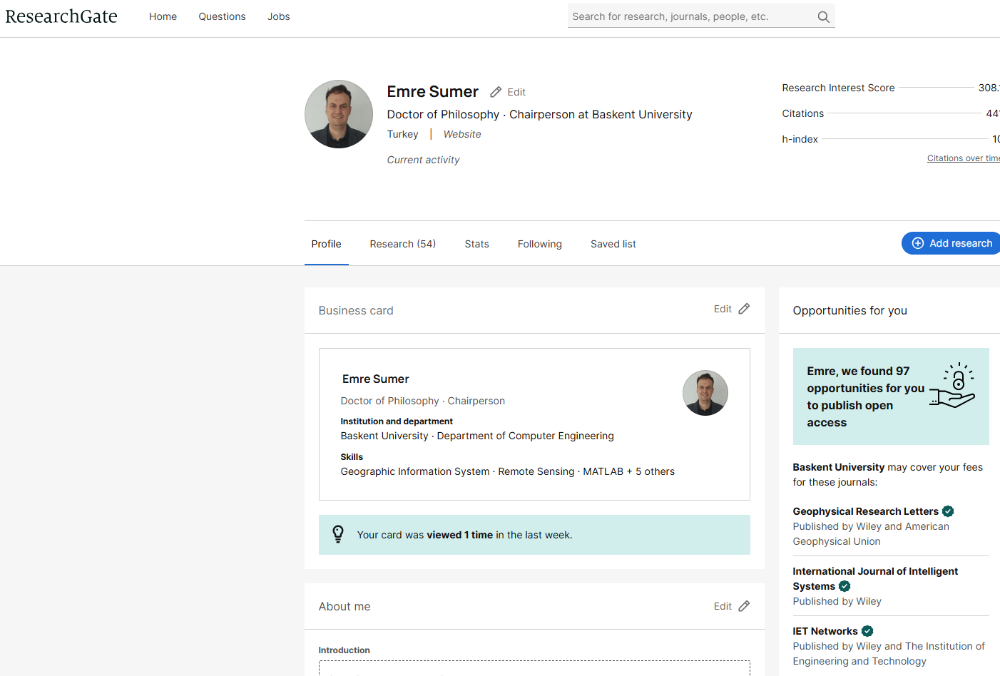 ResearchGate
Home
Questions
Jobs
Search for research, journals, people, etc.
Emre Sumer
Edit
Doctor of Philosophy · Chairperson at Baskent University
Turkey | Website
Current activity
Research Interest Score 308.
Citations 441
h-index 10
Citations over time
Profile
Research (54)
Stats
Following
Saved list
Add research
Business card
Edit
Emre Sumer
Doctor of Philosophy · Chairperson
Institution and department
Baskent University · Department of Computer Engineering
Skills
Geographic Information System · Remote Sensing · MATLAB + 5 others
Your card was viewed 1 time in the last week.
About me
Edit
Introduction
Opportunities for you
Emre, we found 97
opportunities for you
to publish open
access
Baskent University may cover your fees
for these journals:
Geophysical Research Letters
Published by Wiley and American
Geophysical Union
International Journal of Intelligent
Systems
Published by Wiley
IET Networks
Published by Wiley and The Institution of
Engineering and Technology